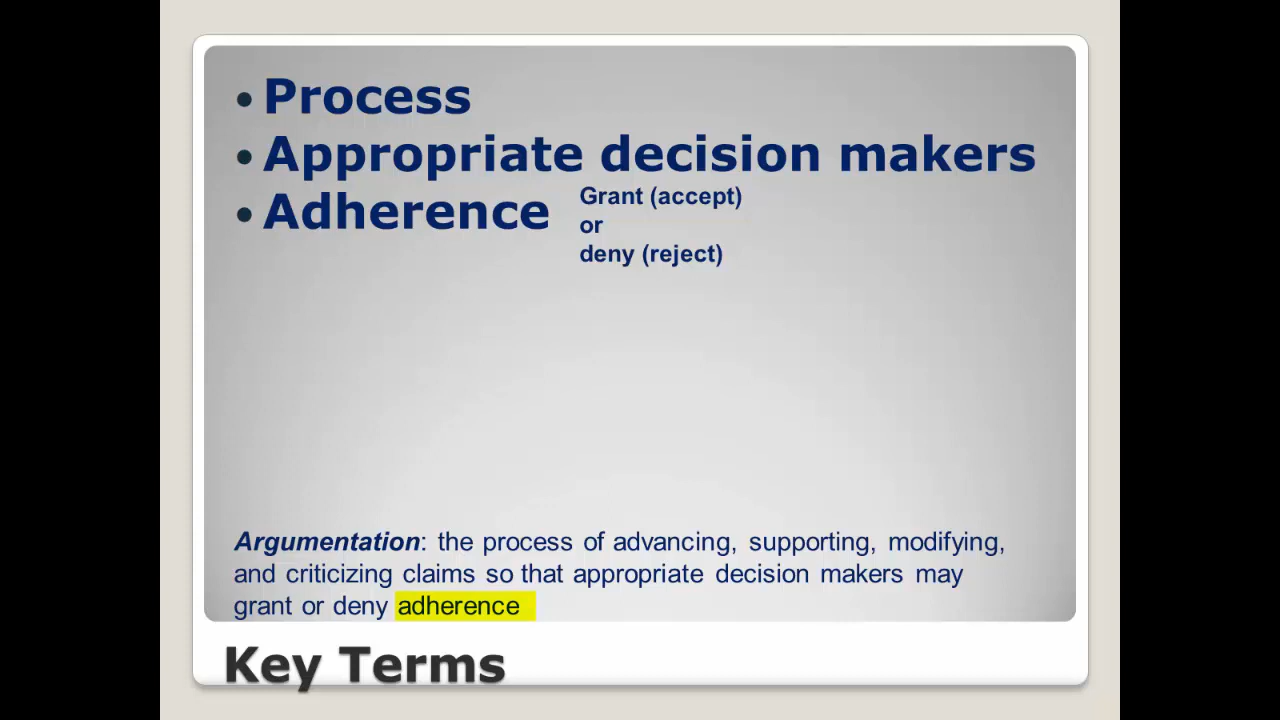 • Process
• Appropriate decision makers
• Adherence
Grant (accept)
or
deny (reject)
Argumentation: the process of advancing, supporting, modifying,
and criticizing claims so that appropriate decision makers may
grant or deny adherence
Key Terms